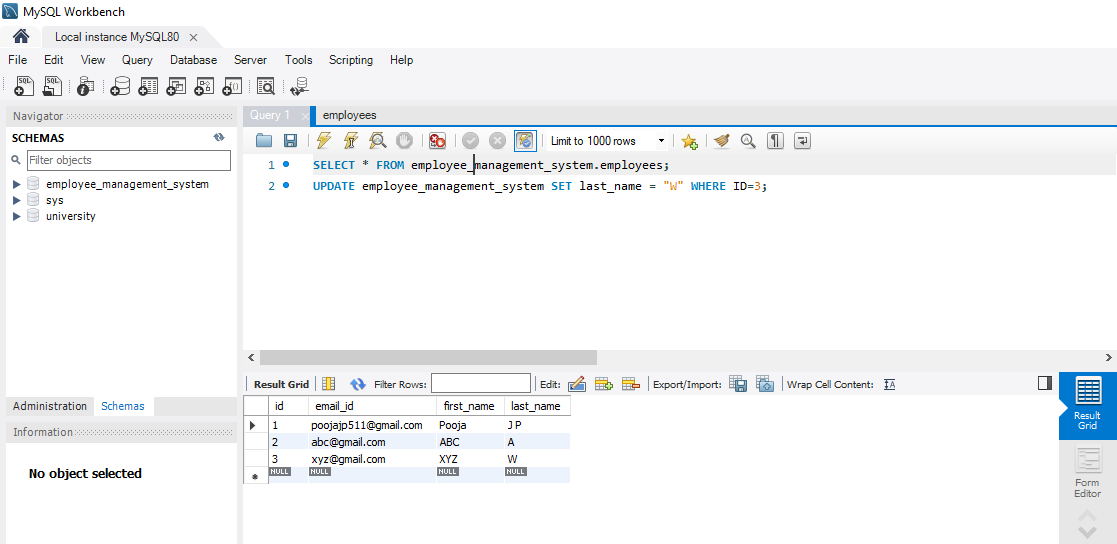 MySQL Workbench
Local instance MySQL80
File Edit View Query Database Server Tools Scripting Help
Navigator
SCHEMAS
Filter objects
employee_management_system
sys
university
Administration Schemas
Information
No object selected
Query 1 employees
Limit to 1000 rows
1 SELECT * FROM employee_management_system.employees;
2 UPDATE employee_management_system SET last_name = "W" WHERE ID=3;
Result Grid Filter Rows: Edit: Export/Import: Wrap Cell Content: IA
id email_id first_name last_name
1 poojajp511@gmail.com Pooja J P
2 abc@gmail.com ABC A
3 xyz@gmail.com XYZ W
NULL NULL NULL NULL
Result
Grid
Form
Editor